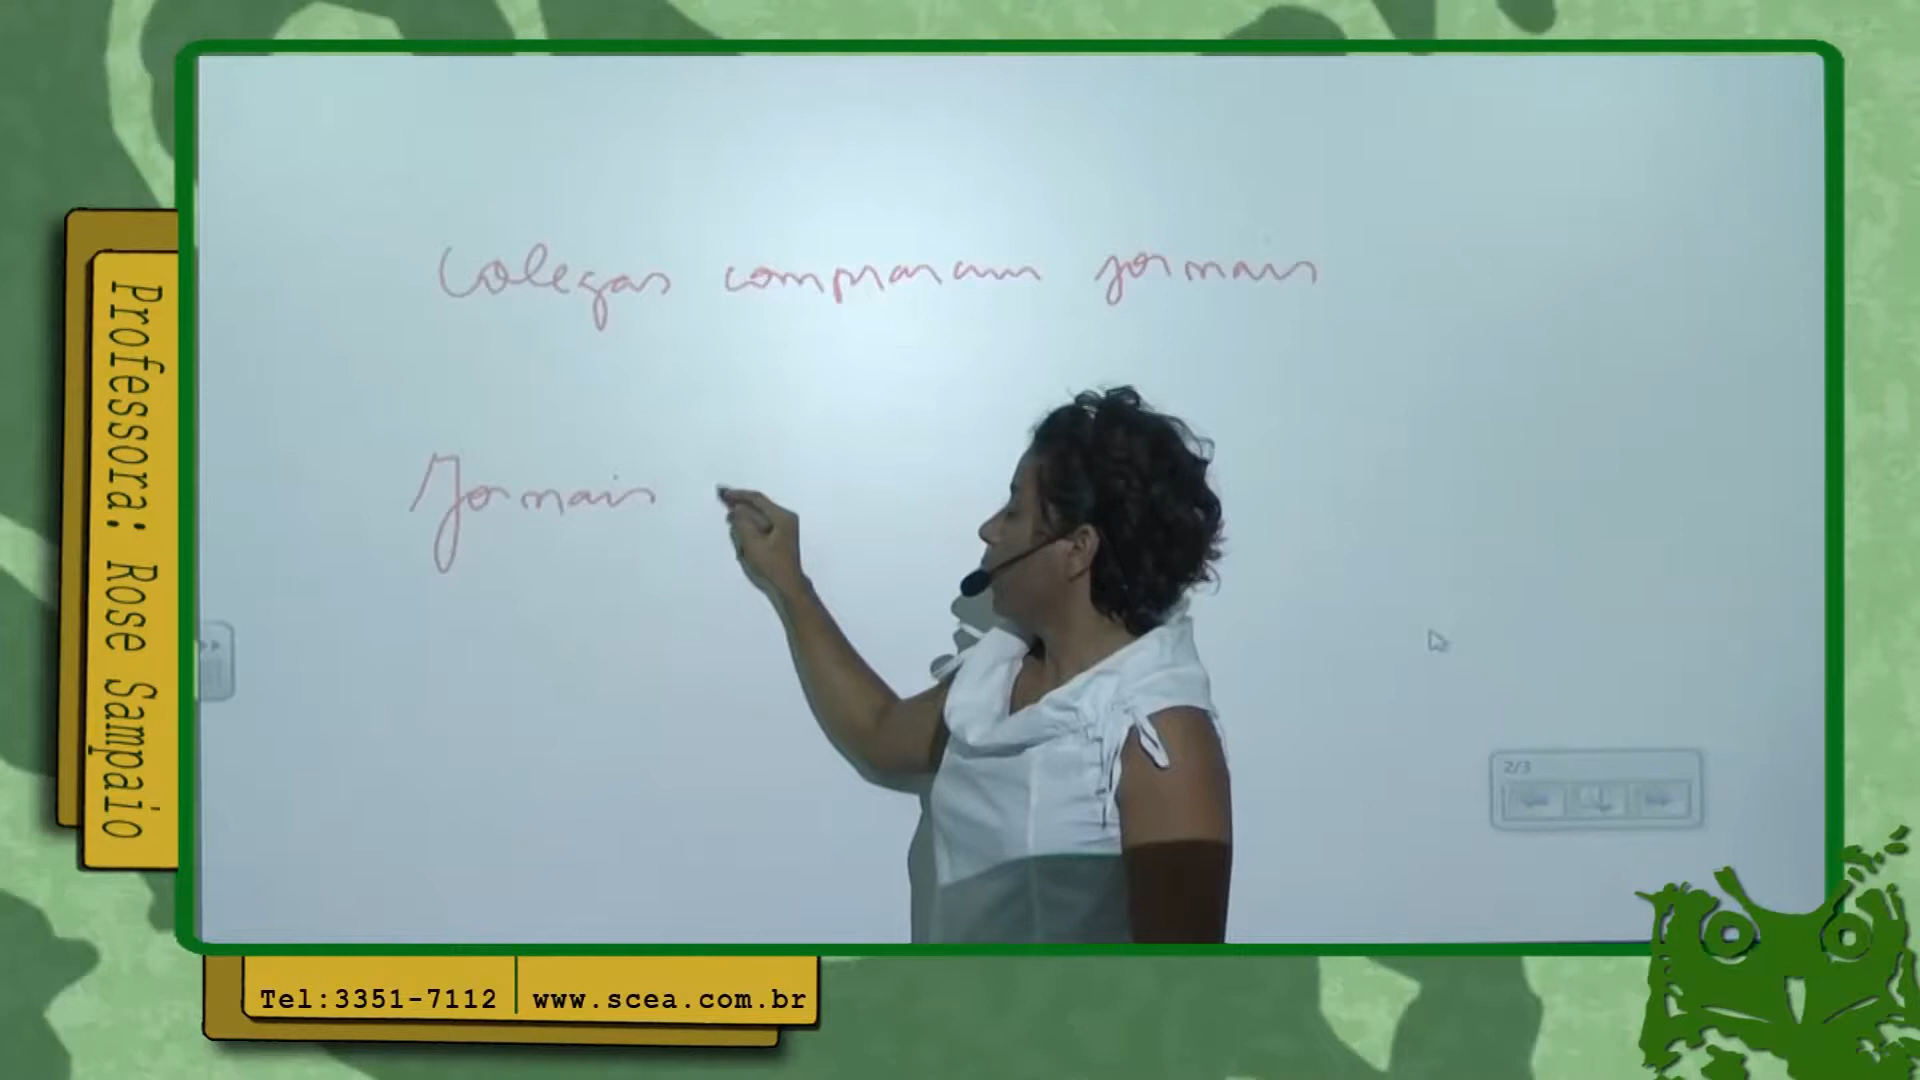 Colegas compraram jornais
Jornais
Professora: Rose Sampaio
2/3
Tel:3351-7112
www.scea.com.br